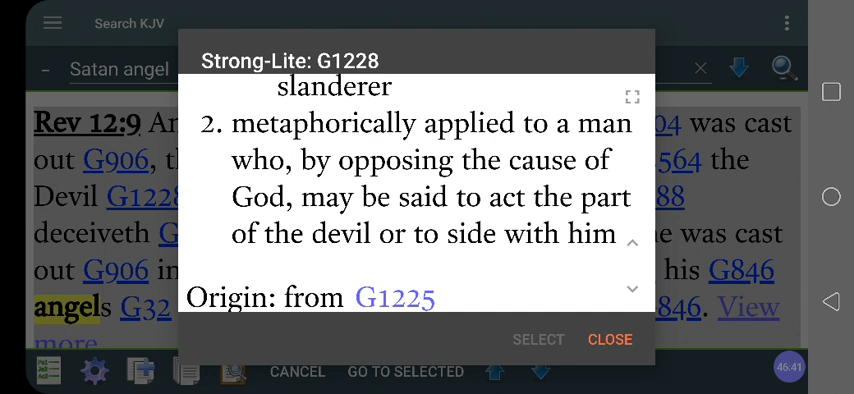 Search KJV
- Satan angel
Strong-Lite: G1228
slanderer
2. metaphorically applied to a man
who, by opposing the cause of
God, may be said to act the part
of the devil or to side with him
Origin: from G1225
SELECT CLOSE
Rev 12:9 An 04 was cast
out G906, t 564 the
Devil G1228 88
deceiveth G e was cast
out G906 in his G846
angels G32 846. View
more
CANCEL GO TO SELECTED
46:41